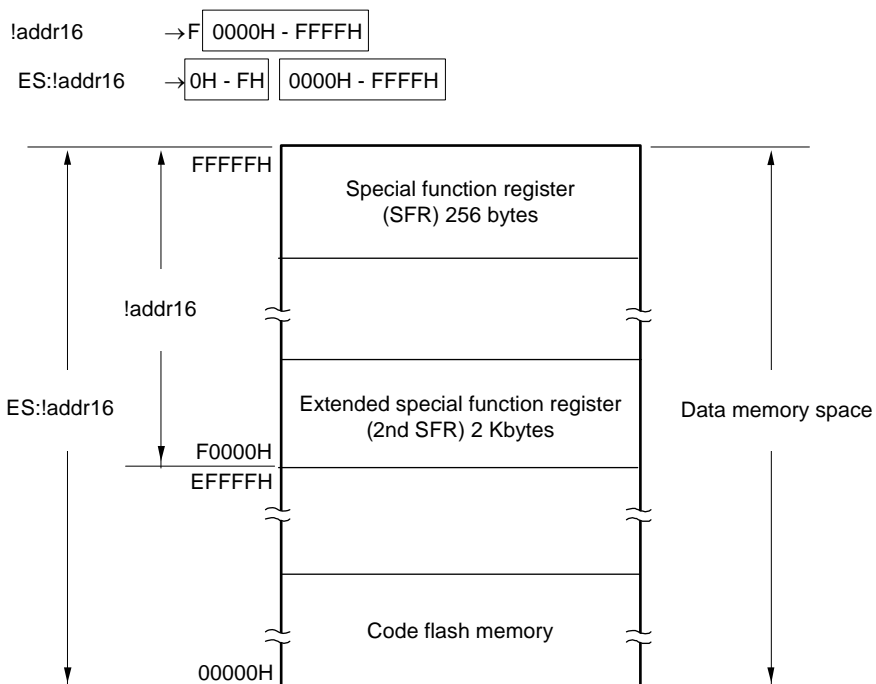 !addr16 →F 0000H - FFFFH
ES:!addr16 →0H - FH 0000H - FFFFH
FFFFFH
Special function register
(SFR) 256 bytes
!addr16
ES:!addr16
Extended special function register
(2nd SFR) 2 Kbytes
Data memory space
F0000H
EFFFFH
Code flash memory
00000H